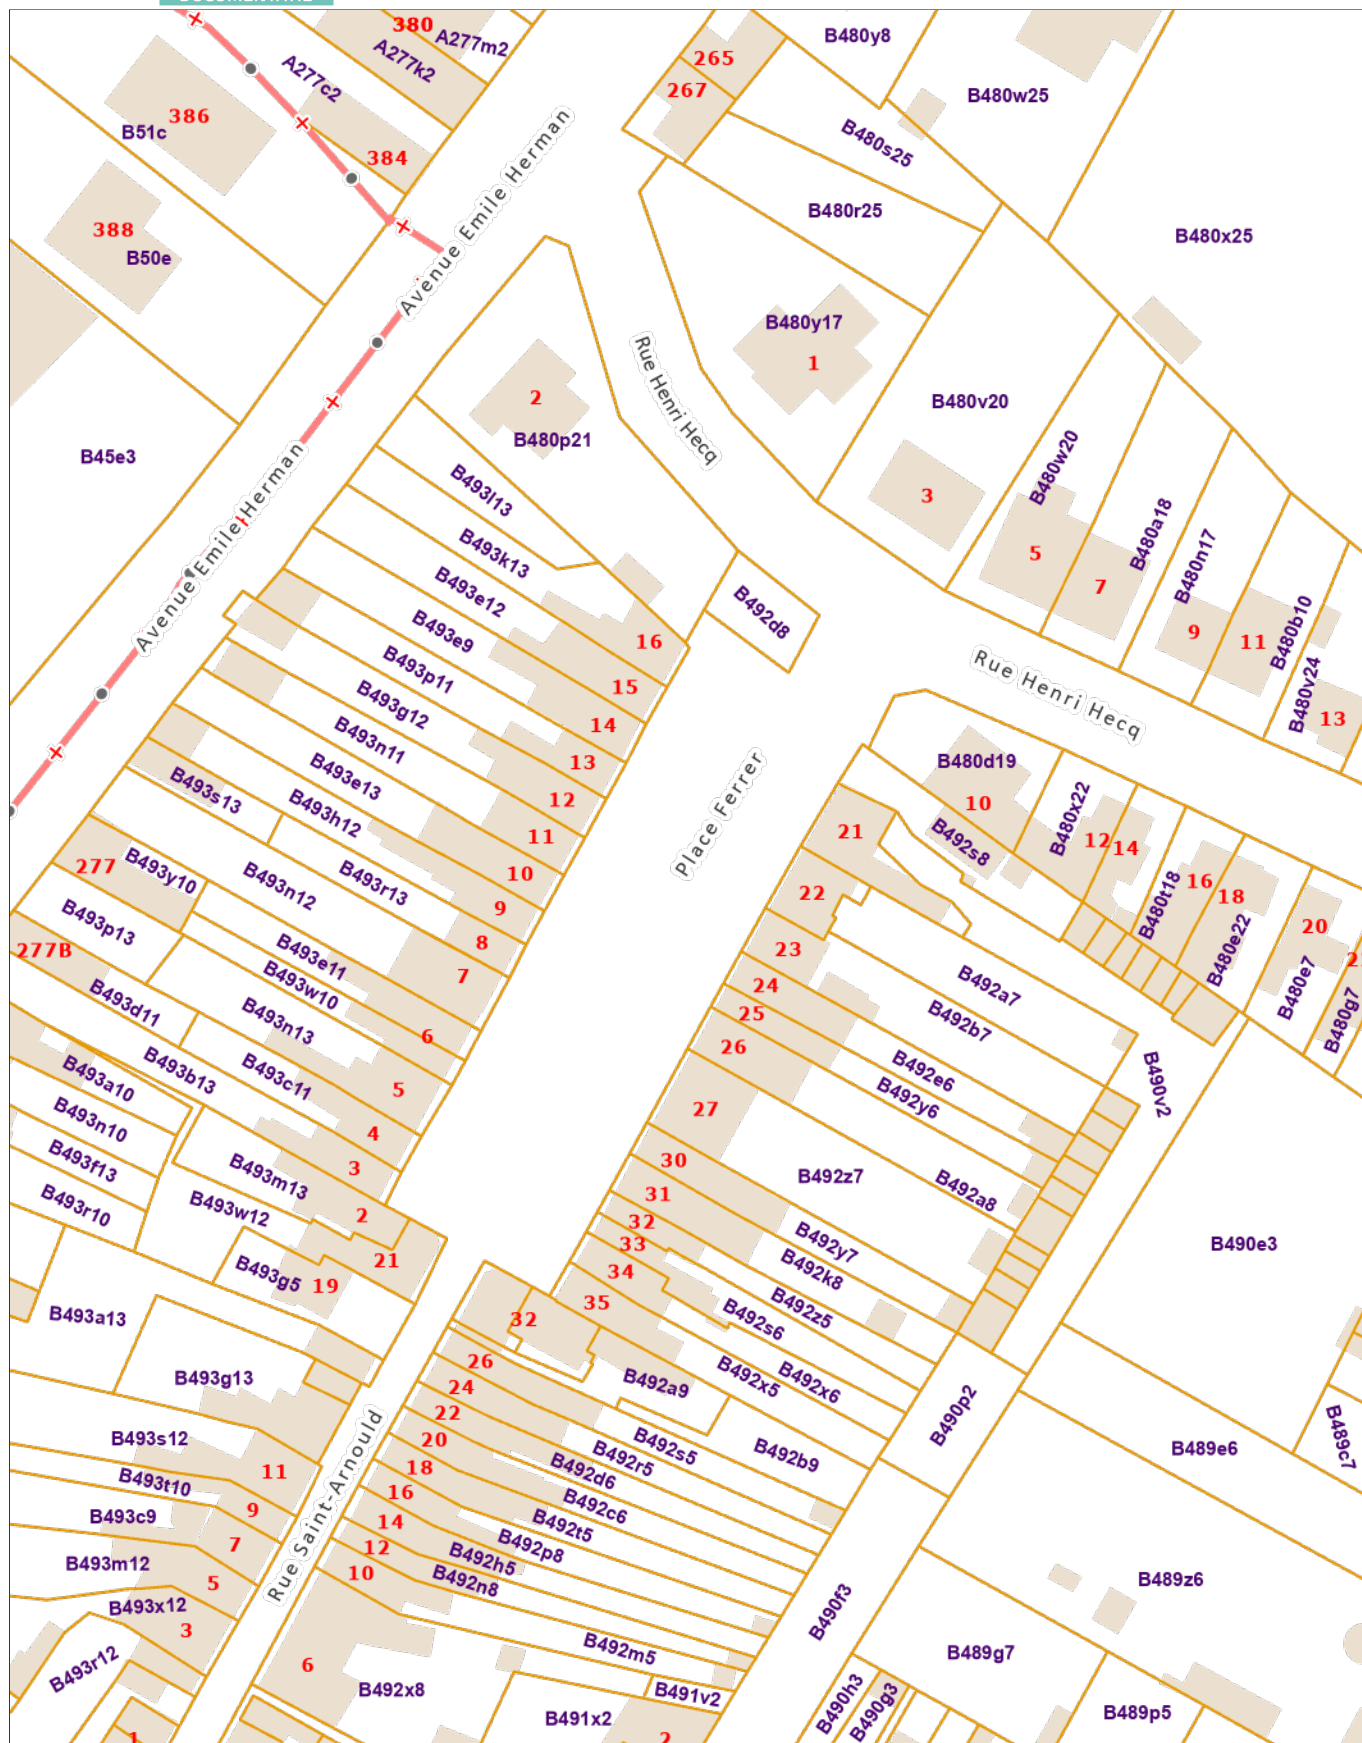 380
A277m2
A277k2
A277c2
386
B51c
384
388
B50e
B45e3
Avenue Emile Herman
Avenue Emile Herman
265
267
B480y8
B480w25
B480s25
B480r25
B480x25
B480y17
1
2
B480p21
Rue Henri Hecq
B480v20
3
B480w20
5
7
B480a18
B480n17
9
11
B480b10
B480v24
13
B493l13
B493k13
B493e12
B493e9
B493p11
B493g12
B493n11
B493e13
B493h12
B493s13
B493r13
B492d8
Rue Henri Hecq
16
15
14
13
12
11
10
9
8
7
6
5
4
3
2
21
19
Place Ferrer
B480d19
10
B492s8
B480x22
12
14
B480t18
16
18
B480e22
20
B480e7
B480g7
21
22
23
24
25
26
27
30
31
32
33
34
35
277
B493y10
B493n12
B493p13
277B
B493e11
B493w10
B493d11
B493n13
B493b13
B493c11
B493a10
B493n10
B493f13
B493r10
B493m13
B493w12
B493g5
B493a13
B493g13
B492a7
B492b7
B492e6
B492y6
B490v2
B492z7
B492a8
B492y7
B492k8
B492z5
B492s6
B492x6
B492x5
B490e3
32
26
24
22
20
18
16
14
12
10
6
B492a9
B492s5
B492r5
B492d6
B492c6
B492t5
B492p8
B492h5
B492n8
B492b9
B490p2
B489c7
B489e6
B493s12
11
B493t10
9
B493c9
7
B493m12
5
B493x12
3
B493r12
1
Rue Saint-Arnould
B492m5
B492x8
B491v2
B491x2
2
B490f3
B489z6
B489g7
B490h3
B490g3
B489p5